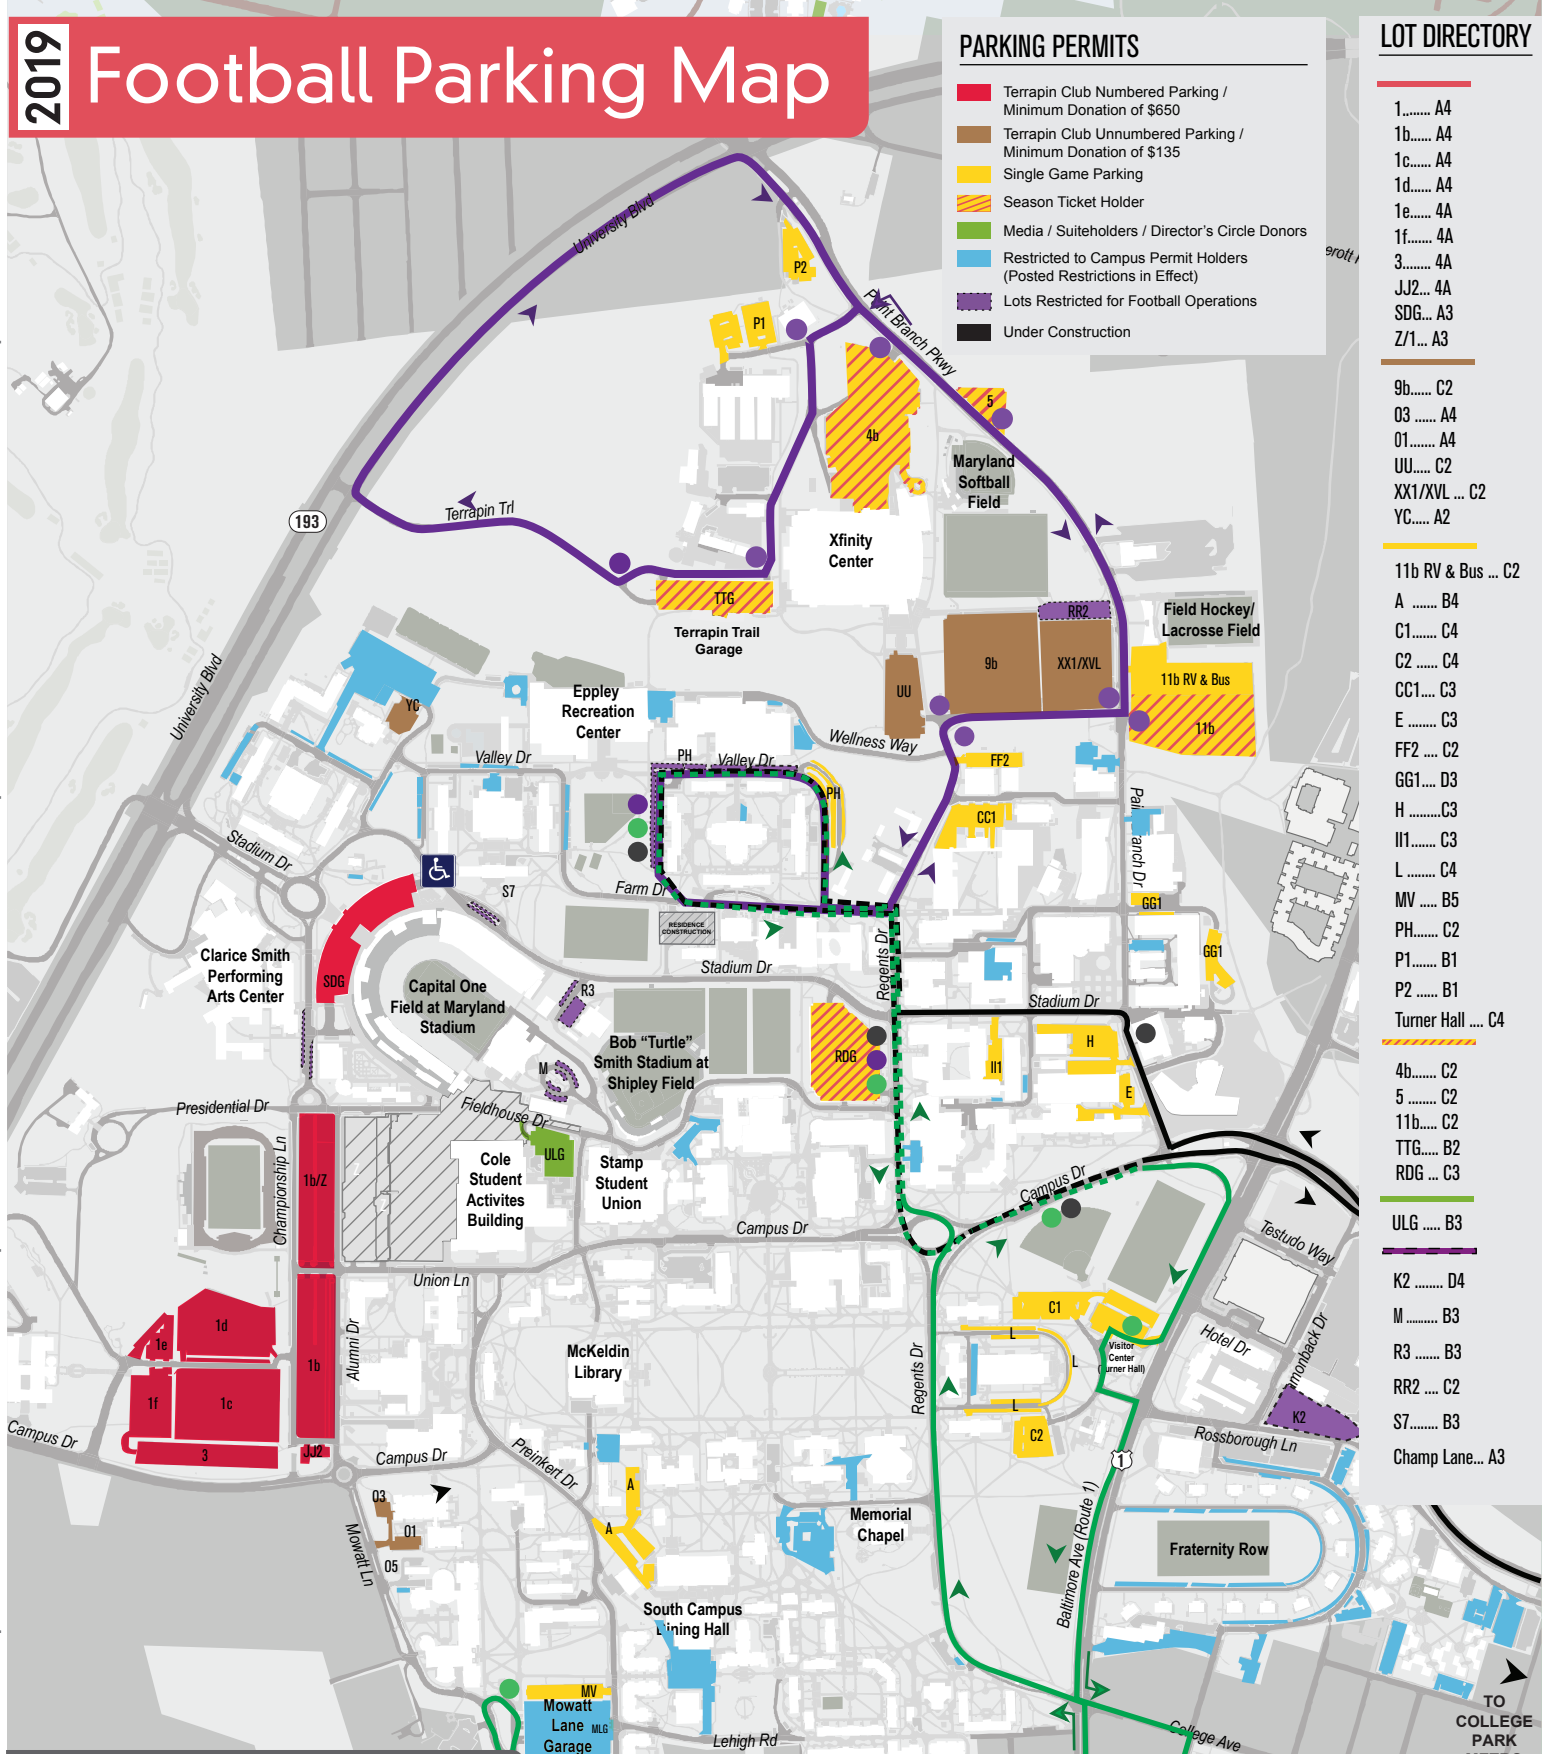 2019
Football Parking Map
PARKING PERMITS
Terrapin Club Numbered Parking /
Minimum Donation of $650
Terrapin Club Unnumbered Parking /
Minimum Donation of $135
Single Game Parking
Season Ticket Holder
Media / Suiteholders / Director's Circle Donors
Restricted to Campus Permit Holders
(Posted Restrictions in Effect)
Lots Restricted for Football Operations
Under Construction
LOT DIRECTORY
1........ A4
1b...... A4
1c...... A4
1d...... A4
1e...... 4A
1f....... 4A
3........ 4A
JJ2... 4A
SDG... A3
Z/1... A3
9b...... C2
03 ...... A4
01....... A4
UU..... C2
XX1/XVL ... C2
YC..... A2
11b RV & Bus ... C2
A ....... B4
C1....... C4
C2 ...... C4
CC1.... C3
E ........ C3
FF2 .... C2
GG1.... D3
H .........C3
II1....... C3
L ........ C4
MV ..... B5
PH....... C2
P1....... B1
P2 ...... B1
Turner Hall .... C4
4b....... C2
5 ........ C2
11b..... C2
TTG..... B2
RDG ... C3
ULG ..... B3
K2 ........ D4
M .......... B3
R3 ....... B3
RR2 .... C2
S7........ B3
Champ Lane... A3
University Blvd
P2
P1
Paint Branch Pkwy
5
4b
Maryland
Softball
Field
Terrapin Trl
193
Xfinity
Center
TTG
Terrapin Trail
Garage
RR2
Field Hockey/
Lacrosse Field
9b
XX1/XVL
11b RV & Bus
11b
UU
YC
Eppley
Recreation
Center
University Blvd
Valley Dr
PH
Valley Dr
Wellness Way
FF2
PH
CC1
Stadium Dr
S7
Farm Dr
RESIDENCE
CONSTRUCTION
GG1
GG1
Clarice Smith
Performing
Arts Center
SDG
Capital One
Field at Maryland
Stadium
R3
Stadium Dr
Regents Dr
Stadium Dr
Bob “Turtle”
Smith Stadium at
Shipley Field
M
RDG
II1
H
E
Presidential Dr
Fieldhouse Dr
Championship Ln
1b/Z
Z
Z
Cole
Student
Activites
Building
ULG
Stamp
Student
Union
Campus Dr
Campus Dr
Testudo Way
Union Ln
1d
1e
1b
Alumni Dr
1f
1c
3
JJ2
McKeldin
Library
Regents Dr
C1
L
L
L
C2
Visitor
Center
Hotel Dr
K2
Rossborough Ln
Campus Dr
Campus Dr
Preinkert Dr
1
03
01
05
Mowatt Ln
A
A
Memorial
Chapel
Baltimore Ave (Route 1)
Fraternity Row
South Campus
Dining Hall
MV
Mowatt
Lane
Garage
MLG
Lehigh Rd
College Ave
TO
COLLEGE
PARK